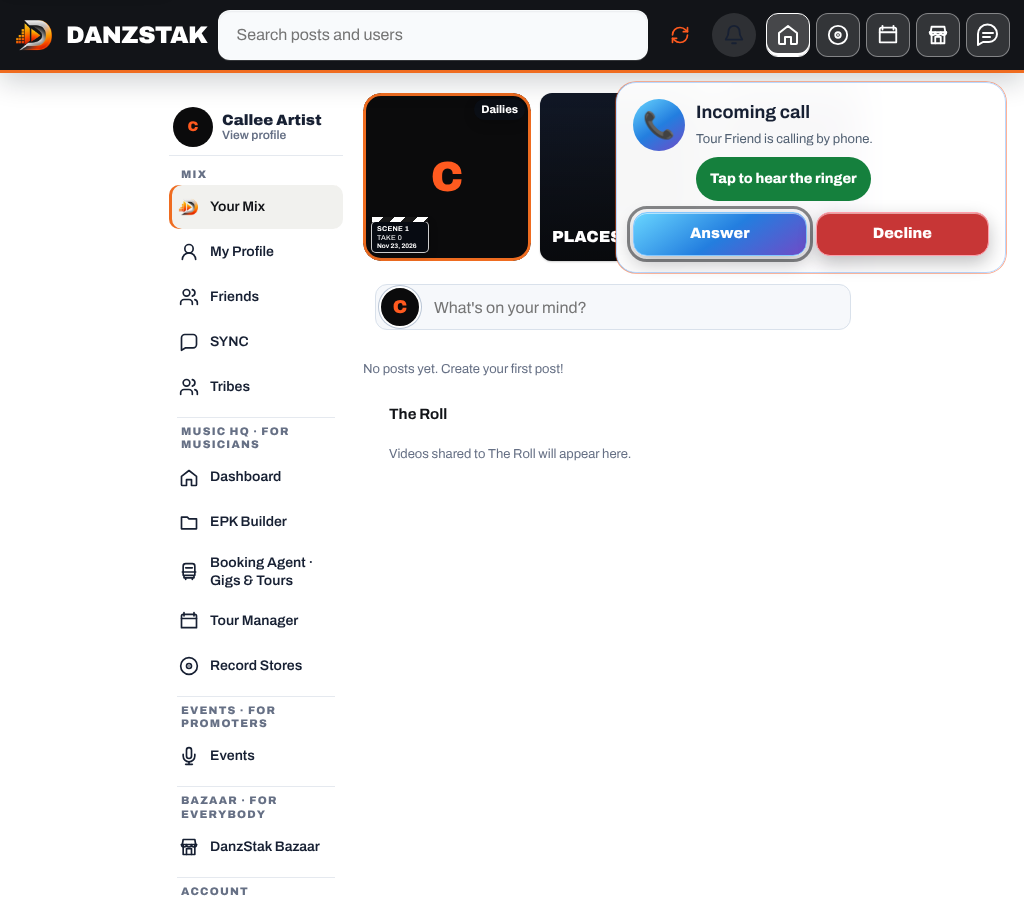 DANZSTAK
Search posts and users
C
Callee Artist
View profile
MIX
Your Mix
My Profile
Friends
SYNC
Tribes
MUSIC HQ · FOR
MUSICIANS
Dashboard
EPK Builder
Booking Agent ·
Gigs & Tours
Tour Manager
Record Stores
EVENTS · FOR
PROMOTERS
Events
BAZAAR · FOR
EVERYBODY
DanzStak Bazaar
ACCOUNT
Dailies
C
SCENE 1
TAKE 0
Nov 23, 2026
PLACES
Incoming call
Tour Friend is calling by phone.
Tap to hear the ringer
Answer
Decline
C
What's on your mind?
No posts yet. Create your first post!
The Roll
Videos shared to The Roll will appear here.